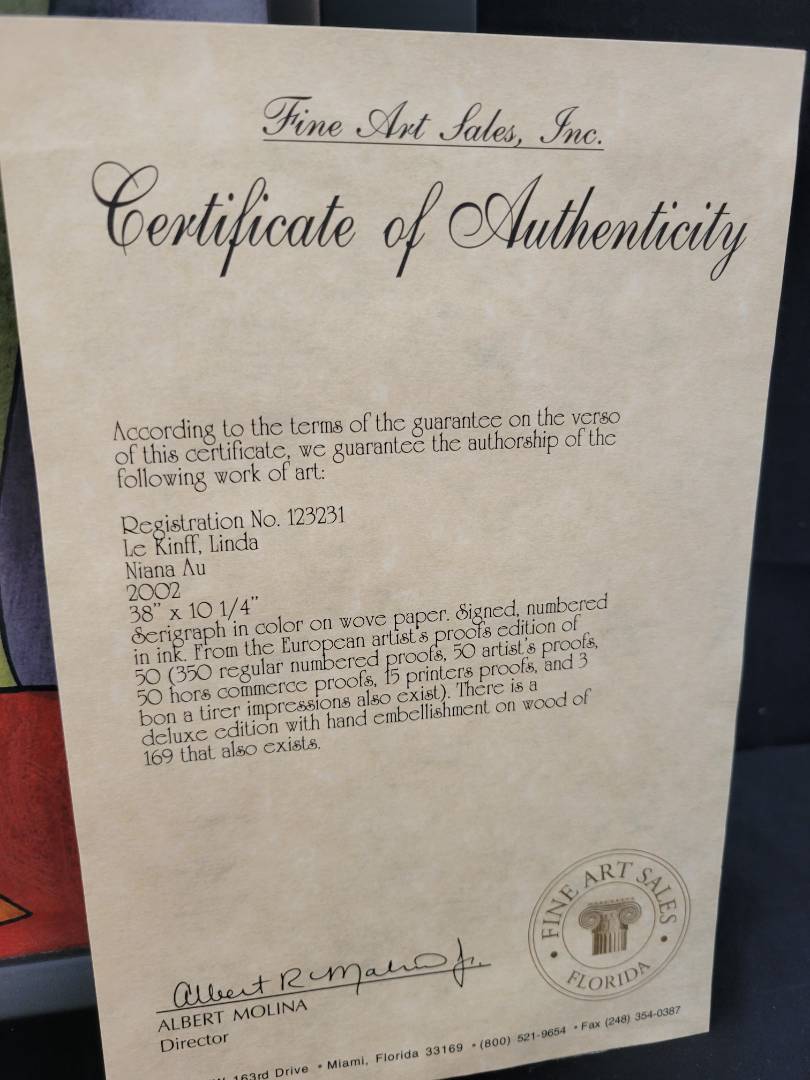 Fine Art Sales, Inc.
Certificate of Authenticity
According to the terms of the guarantee on the verso
of this certificate, we guarantee the authorship of the
following work of art:
Registration No. 123231
Le Kinff, Linda
Niana Au
2002
38" x 10 1/4"
Serigraph in color on wove paper. Signed, numbered
in ink. From the European artist's proofs edition of
50 (350 regular numbered proofs, 50 artist's proofs,
50 hors commerce proofs, 15 printers proofs, and 3
bon a tirer impressions also exist). There is a
deluxe edition with hand embellishment on wood of
169 that also exists.
FINE ART SALES
FLORIDA
Albert R. Molina Jr.
ALBERT MOLINA
Director
163rd Drive • Miami, Florida 33169 • (800) 521-9654 • Fax (248) 354-0387